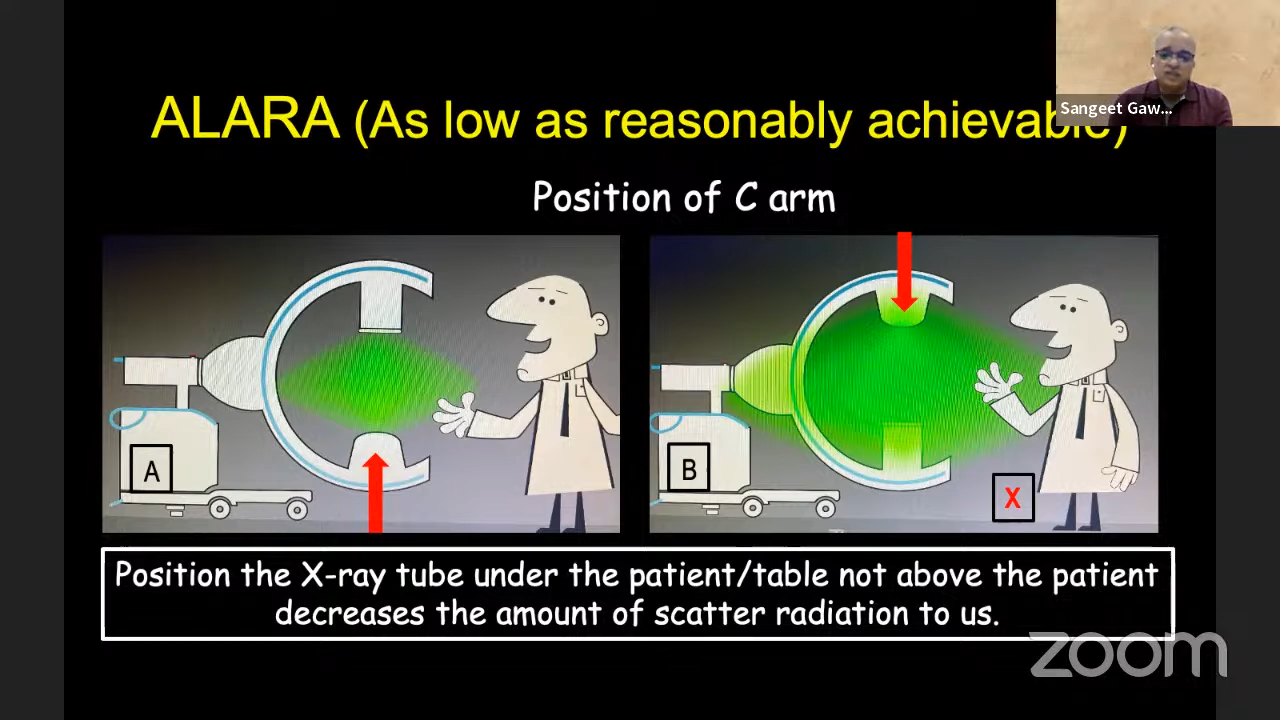 Sangeet Gaw...
ALARA (As low as reasonably achievable)
Position of C arm
A
B
X
Position the X-ray tube under the patient/table not above the patient
decreases the amount of scatter radiation to us.
zoom